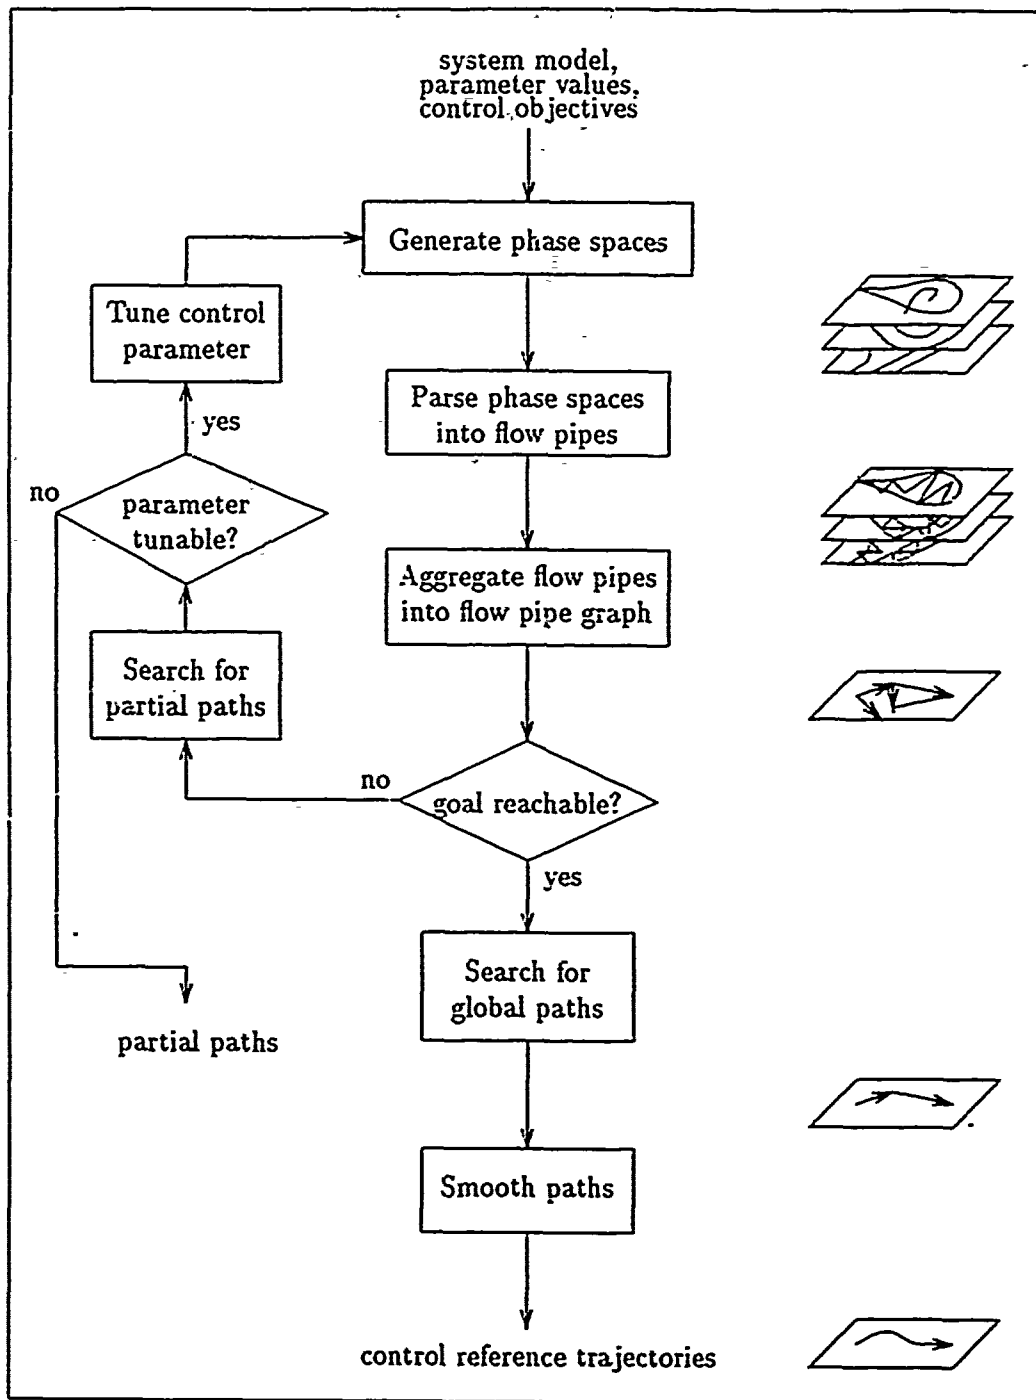 system model,
parameter values,
control objectives
Generate phase spaces
Tune control
parameter
Parse phase spaces
into flow pipes
yes
no
parameter
tunable?
Aggregate flow pipes
into flow pipe graph
Search for
partial paths
no
goal reachable?
yes
Search for
global paths
partial paths
Smooth paths
control reference trajectories